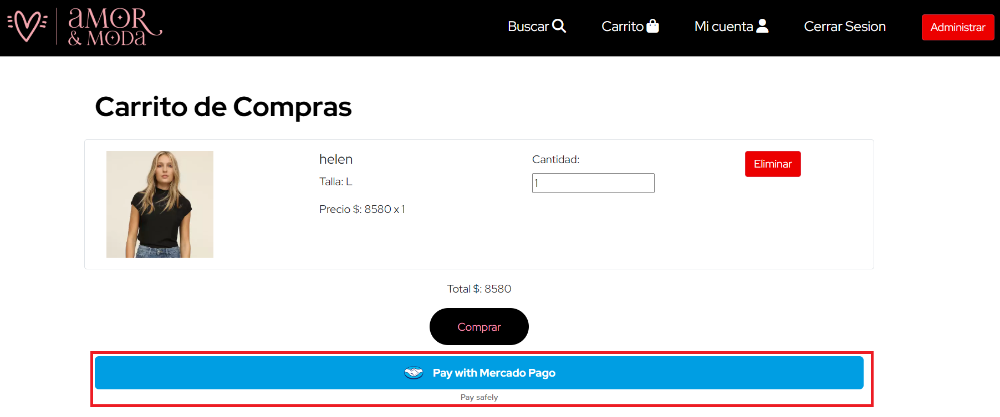 AMOR
& MODA
Buscar
Carrito
Mi cuenta
Cerrar Sesion
Administrar
Carrito de Compras
helen
Talla: L
Precio $: 8580 x 1
Cantidad:
1
Eliminar
Total $: 8580
Comprar
Pay with Mercado Pago
Pay safely